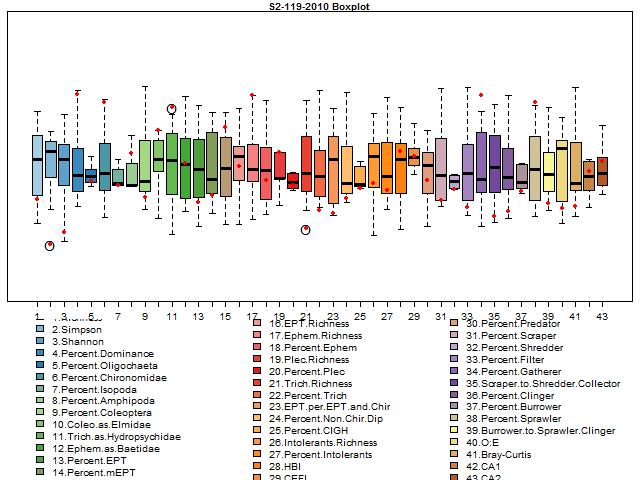 S2-119-2010 Boxplot
1 3 5 7 9 11 13 15 17 19 21 23 25 27 29 31 33 35 37 39 41 43
2.Simpson
3.Shannon
4.Percent.Dominance
5.Percent.Oligochaeta
6.Percent.Chironomidae
7.Percent.Isopoda
8.Percent.Amphipoda
9.Percent.Coleoptera
10.Coleo.as.Elmidae
11.Trich.as.Hydropsychidae
12.Ephem.as.Baetidae
13.Percent.EPT
14.Percent.mEPT
16.EPT.Richness
17.Ephem.Richness
18.Percent.Ephem
19.Plec.Richness
20.Percent.Plec
21.Trich.Richness
22.Percent.Trich
23.EPT.per.EPT.and.Chir
24.Percent.Non.Chir.Dip
25.Percent.CIGH
26.Intolerants.Richness
27.Percent.Intolerants
28.HBI
29.CEFI
30.Percent.Predator
31.Percent.Scraper
32.Percent.Shredder
33.Percent.Filter
34.Percent.Gatherer
35.Scraper.to.Shredder.Collector
36.Percent.Clinger
37.Percent.Burrower
38.Percent.Sprawler
39.Burrower.to.Sprawler.Clinger
40.O:E
41.Bray-Curtis
42.CA1
43.CA2